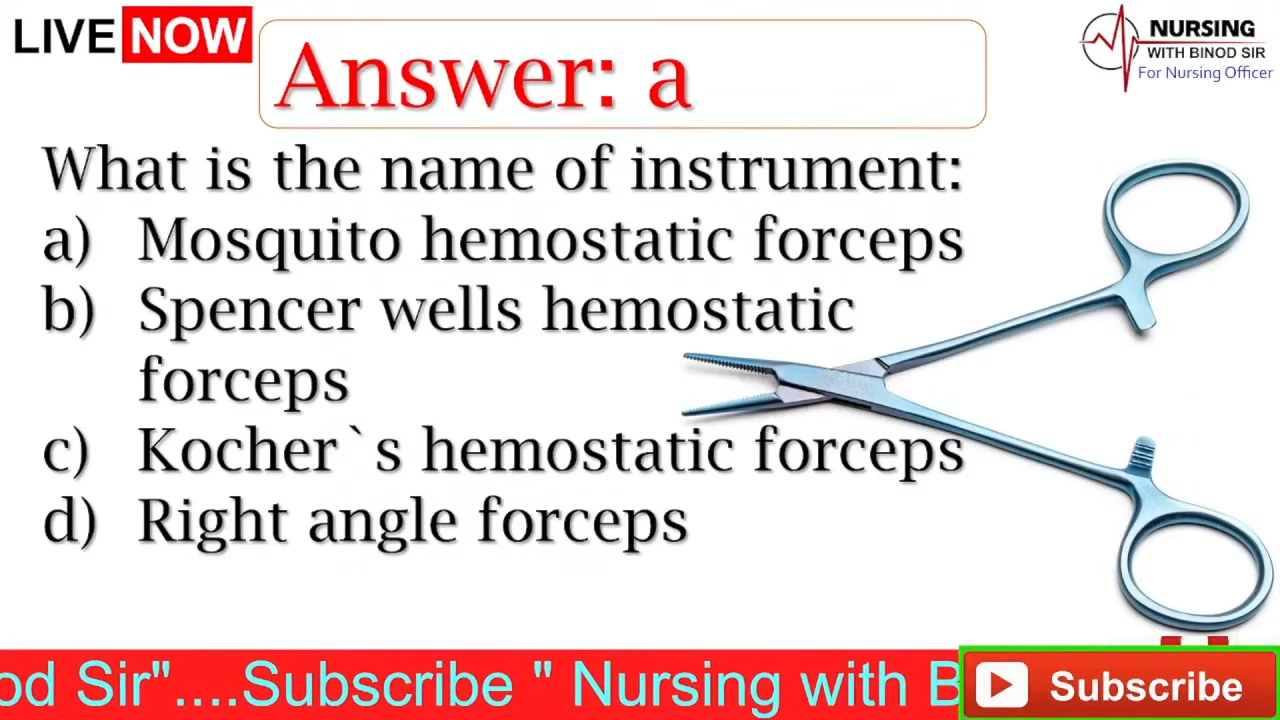 LIVE NOW
Answer: a
NURSING
WITH BINOD SIR
For Nursing Officer
What is the name of instrument:
a) Mosquito hemostatic forceps
b) Spencer wells hemostatic
forceps
c) Kocher`s hemostatic forceps
d) Right angle forceps
od Sir"....Subscribe " Nursing with B
Subscribe